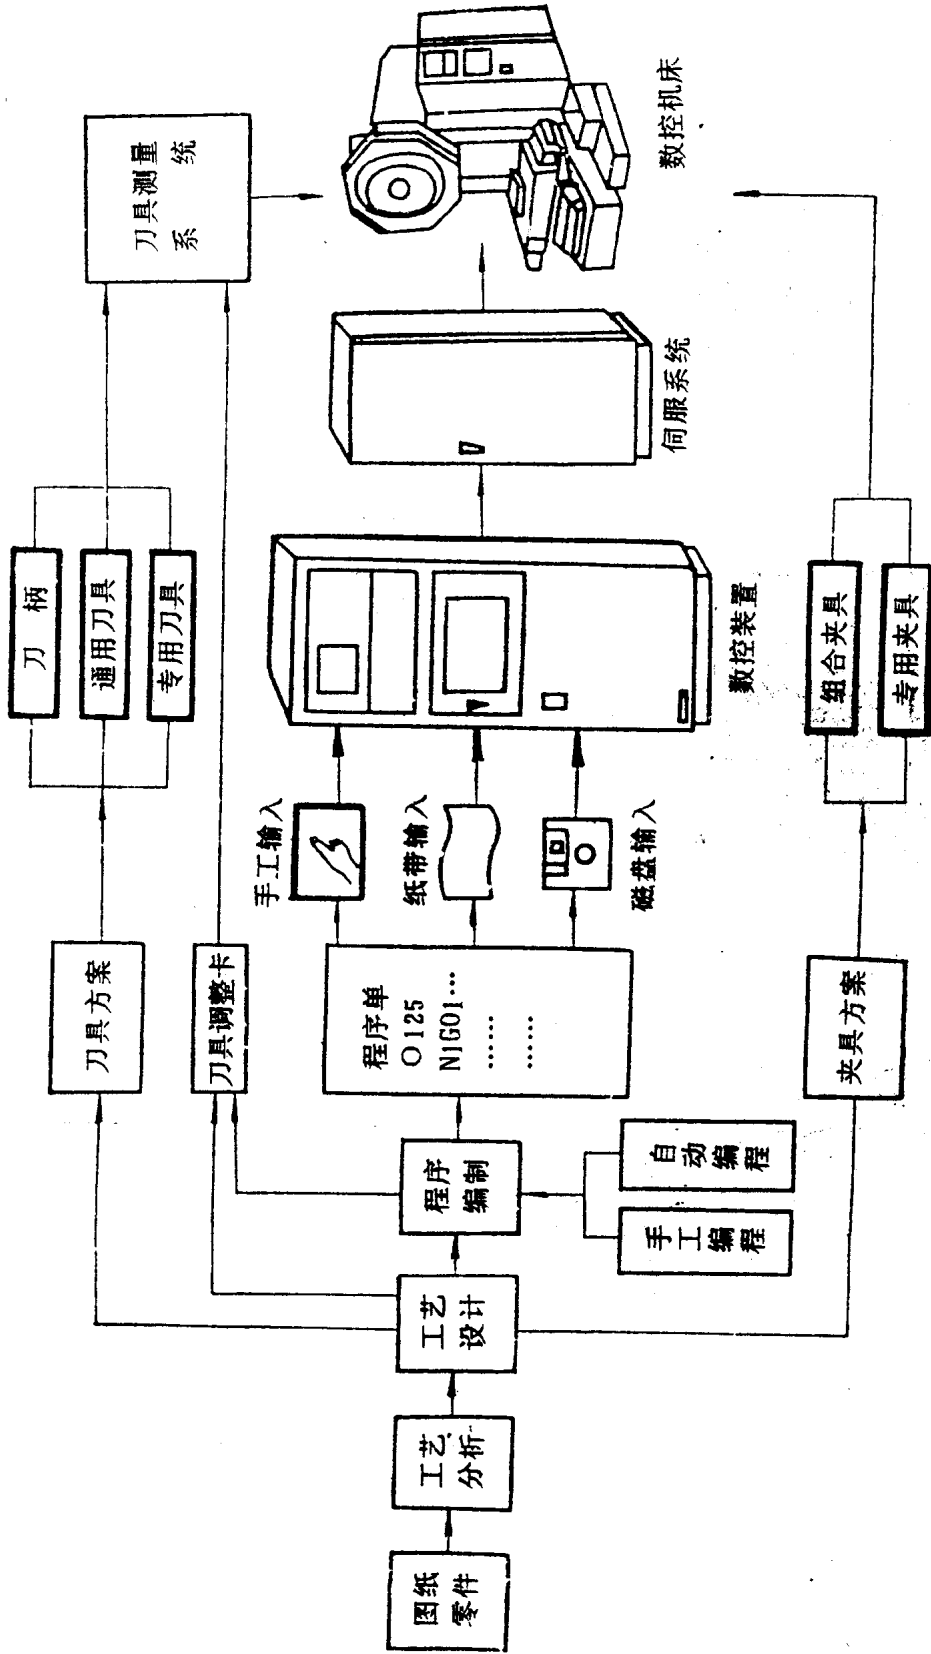 图纸
零件
工艺
分析
工艺
设计
程序
编制
手工编程
自动编程
刀具方案
刀具调整卡
程序单
O125
N1G01…
……
……
夹具方案
手工输入
纸带输入
磁盘输入
刀柄
通用刀具
专用刀具
数控装置
组合夹具
专用夹具
伺服系统
刀具测量
系统
数控机床